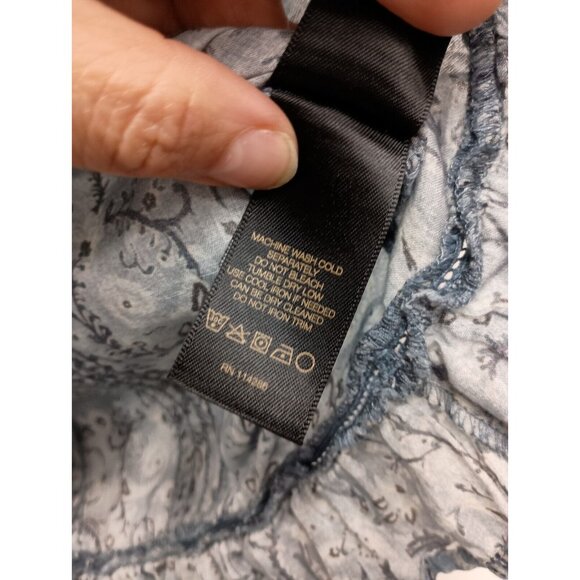 MACHINE WASH COLD
SEPARATELY
DO NOT BLEACH
TUMBLE DRY LOW
USE COOL IRON IF NEEDED
CAN BE DRY CLEANED
DO NOT IRON TRIM
RN